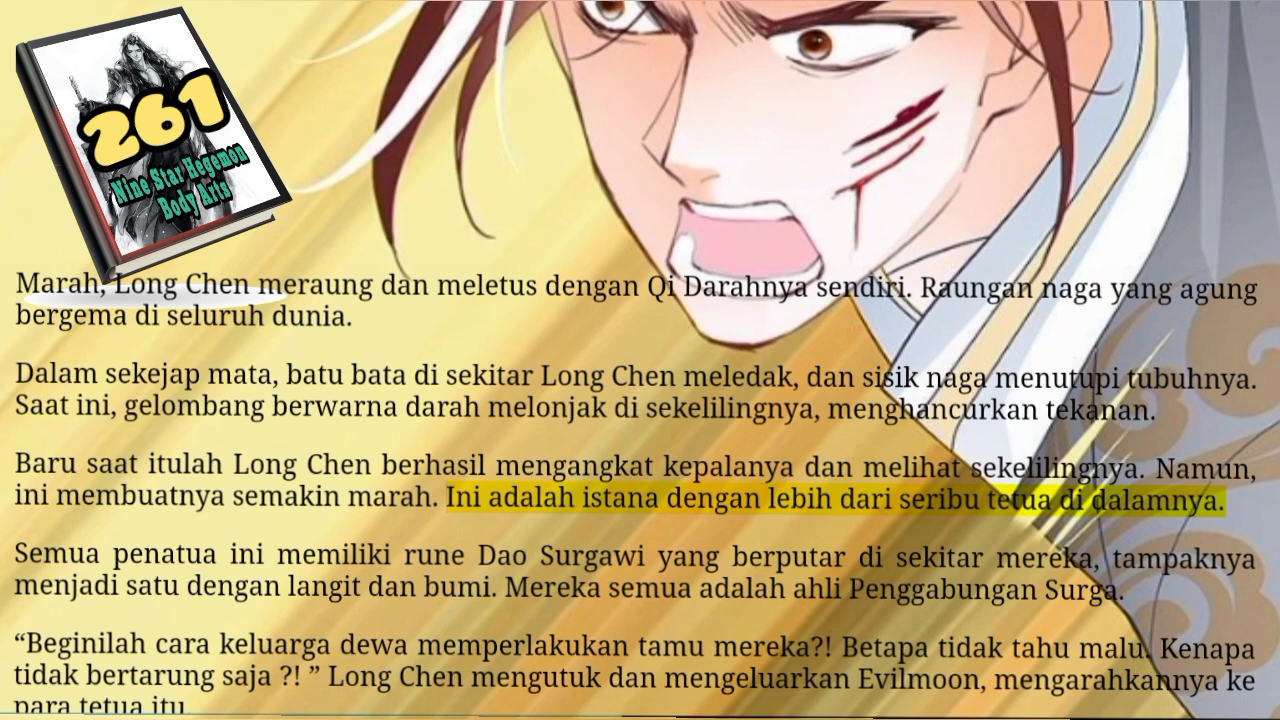 261
Nine Star Hegemon
Body Arts
Marah, Long Chen meraung dan meletus dengan Qi Darahnya sendiri. Raungan naga yang agung
bergema di seluruh dunia.
Dalam sekejap mata, batu bata di sekitar Long Chen meledak, dan sisik naga menutupi tubuhnya.
Saat ini, gelombang berwarna darah melonjak di sekelilingnya, menghancurkan tekanan.
Baru saat itulah Long Chen berhasil mengangkat kepalanya dan melihat sekelilingnya. Namun,
ini membuatnya semakin marah. Ini adalah istana dengan lebih dari seribu tetua di dalamnya.
Semua penatua ini memiliki rune Dao Surgawi yang berputar di sekitar mereka, tampaknya
menjadi satu dengan langit dan bumi. Mereka semua adalah ahli Penggabungan Surga.
“Beginilah cara keluarga dewa memperlakukan tamu mereka?! Betapa tidak tahu malu. Kenapa
tidak bertarung saja ?! ” Long Chen mengutuk dan mengeluarkan Evilmoon, mengarahkannya ke
para tetua itu